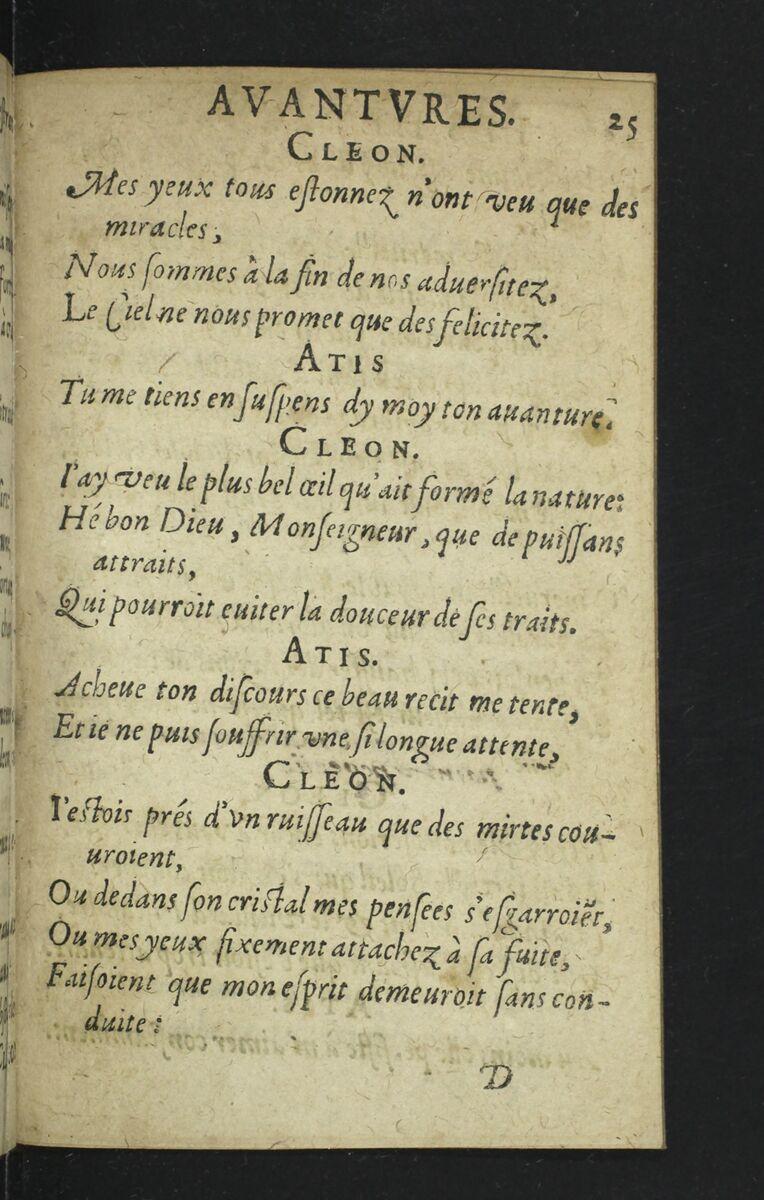 AVANTVRES.
25
CLEON.
Mes yeux tous eſtonnez n'ont veu que des
miracles,
Nous ſommes à la fin de nos aduerſitez,
Le Ciel ne nous promet que des felicitez.
ATIS
Tu me tiens en ſuſpens dy moy ton auanture.
CLEON.
I'ay veu le plus bel œil qu'ait formé la nature:
Hé bon Dieu, Monſeigneur, que de puiſſans
attraits,
Qui pourroit euiter la douceur de ſes traits.
ATIS.
Acheue ton diſcours ce beau recit me tente,
Et ie ne puis ſouffrir vne ſi longue attente,
CLEON.
I'eſtois prés d'vn ruiſſeau que des mirtes cou-
uroient,
Ou dedans ſon criſtal mes penſees s'eſgarroiẽt,
Ou mes yeux fixement attachez à ſa fuite,
Faiſoient que mon eſprit demeuroit ſans con-
duite:
D